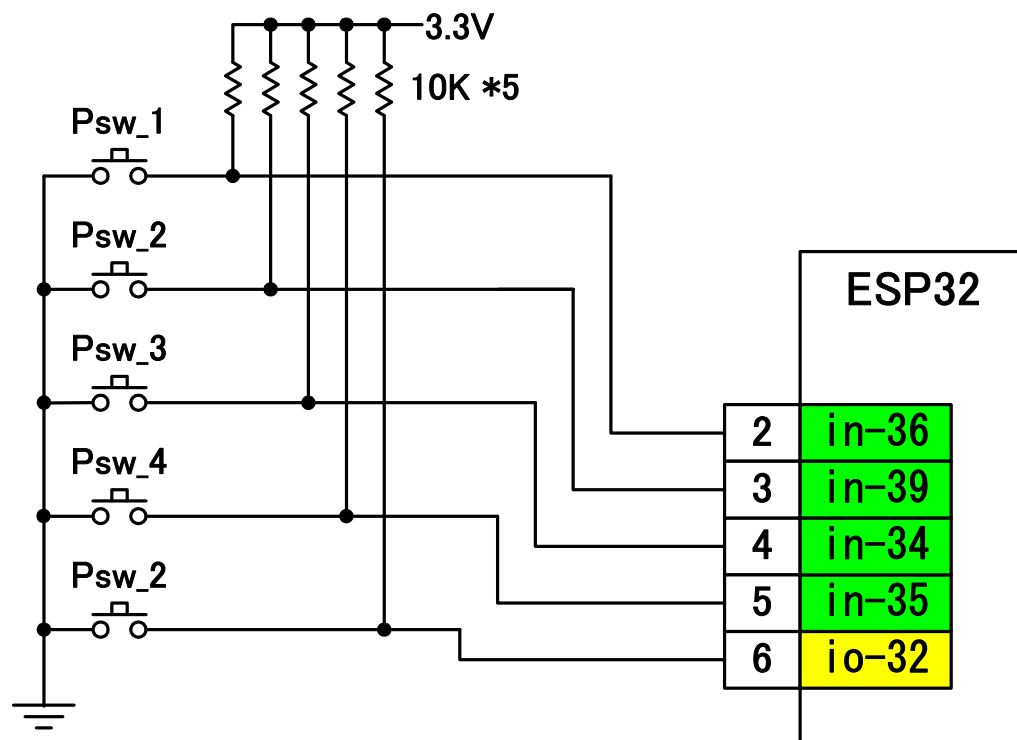 3.3V
10K *5
Psw_1
Psw_2
ESP32
Psw_3
2 in-36
Psw_4
3 in-39
4 in-34
Psw_2
5 in-35
6 io-32